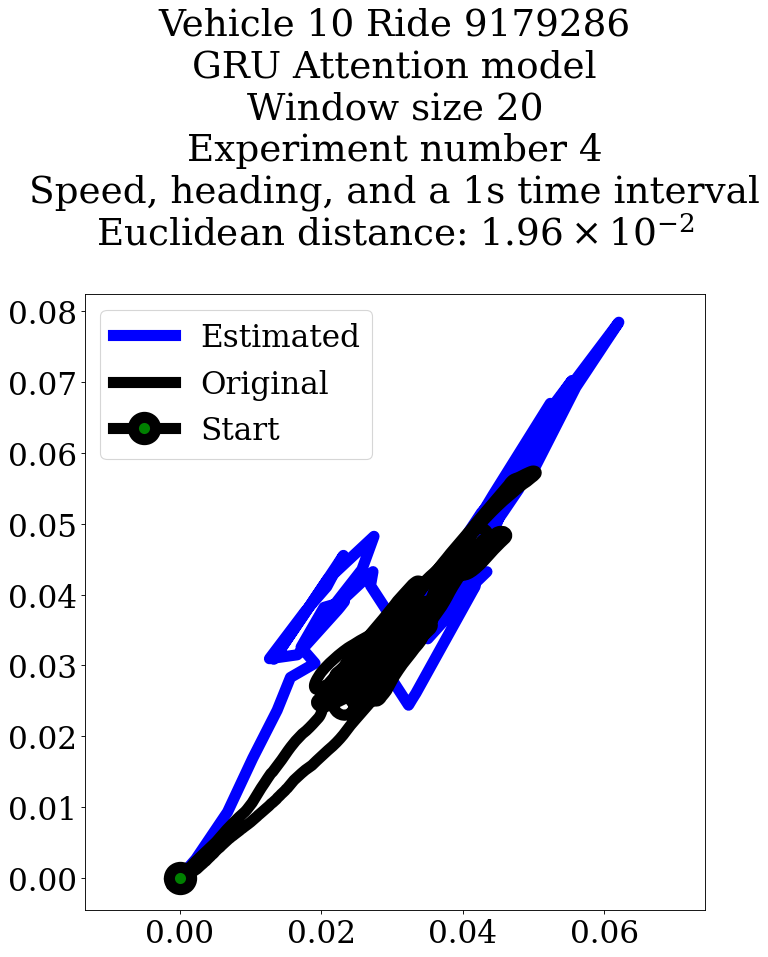 Vehicle 10 Ride 9179286
GRU Attention model
Window size 20
Experiment number 4
Speed, heading, and a 1s time interval
Euclidean distance: 1.96 × 10⁻²
Estimated
Original
Start
0.08
0.07
0.06
0.05
0.04
0.03
0.02
0.01
0.00
0.00 0.02 0.04 0.06